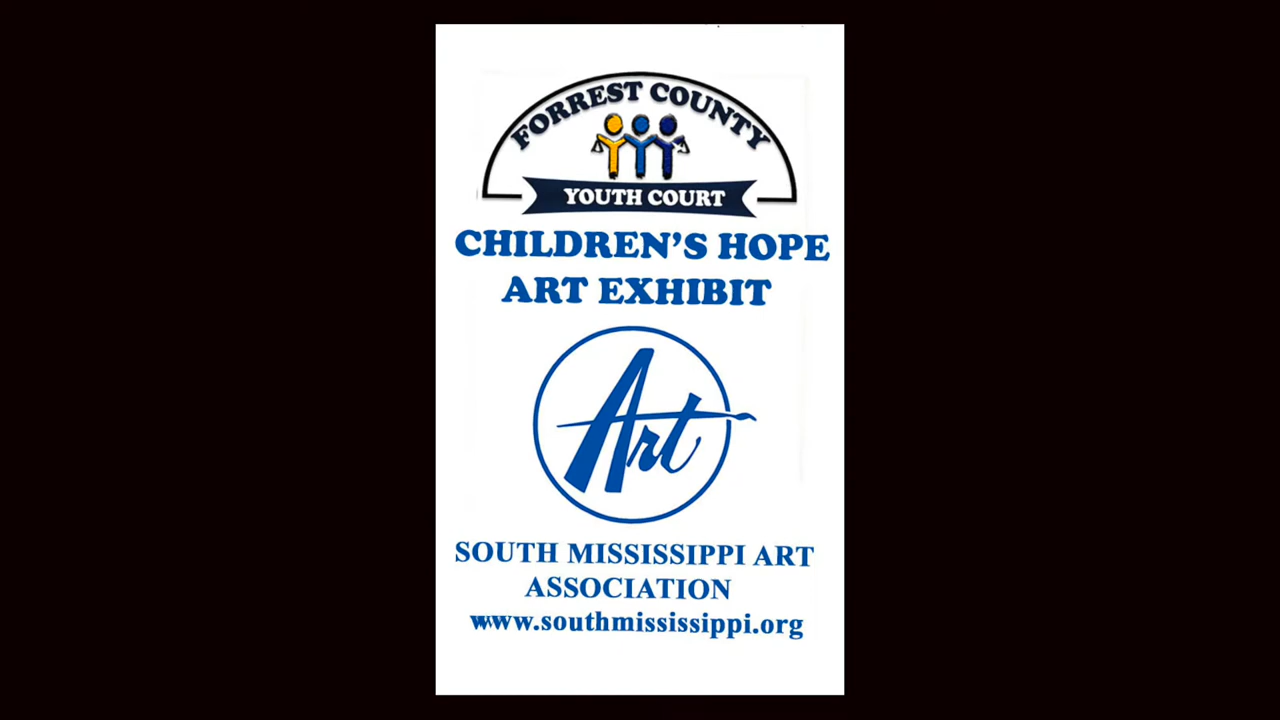 FORREST COUNTY
YOUTH COURT
CHILDREN'S HOPE
ART EXHIBIT
Art
SOUTH MISSISSIPPI ART
ASSOCIATION
www.southmississippi.org